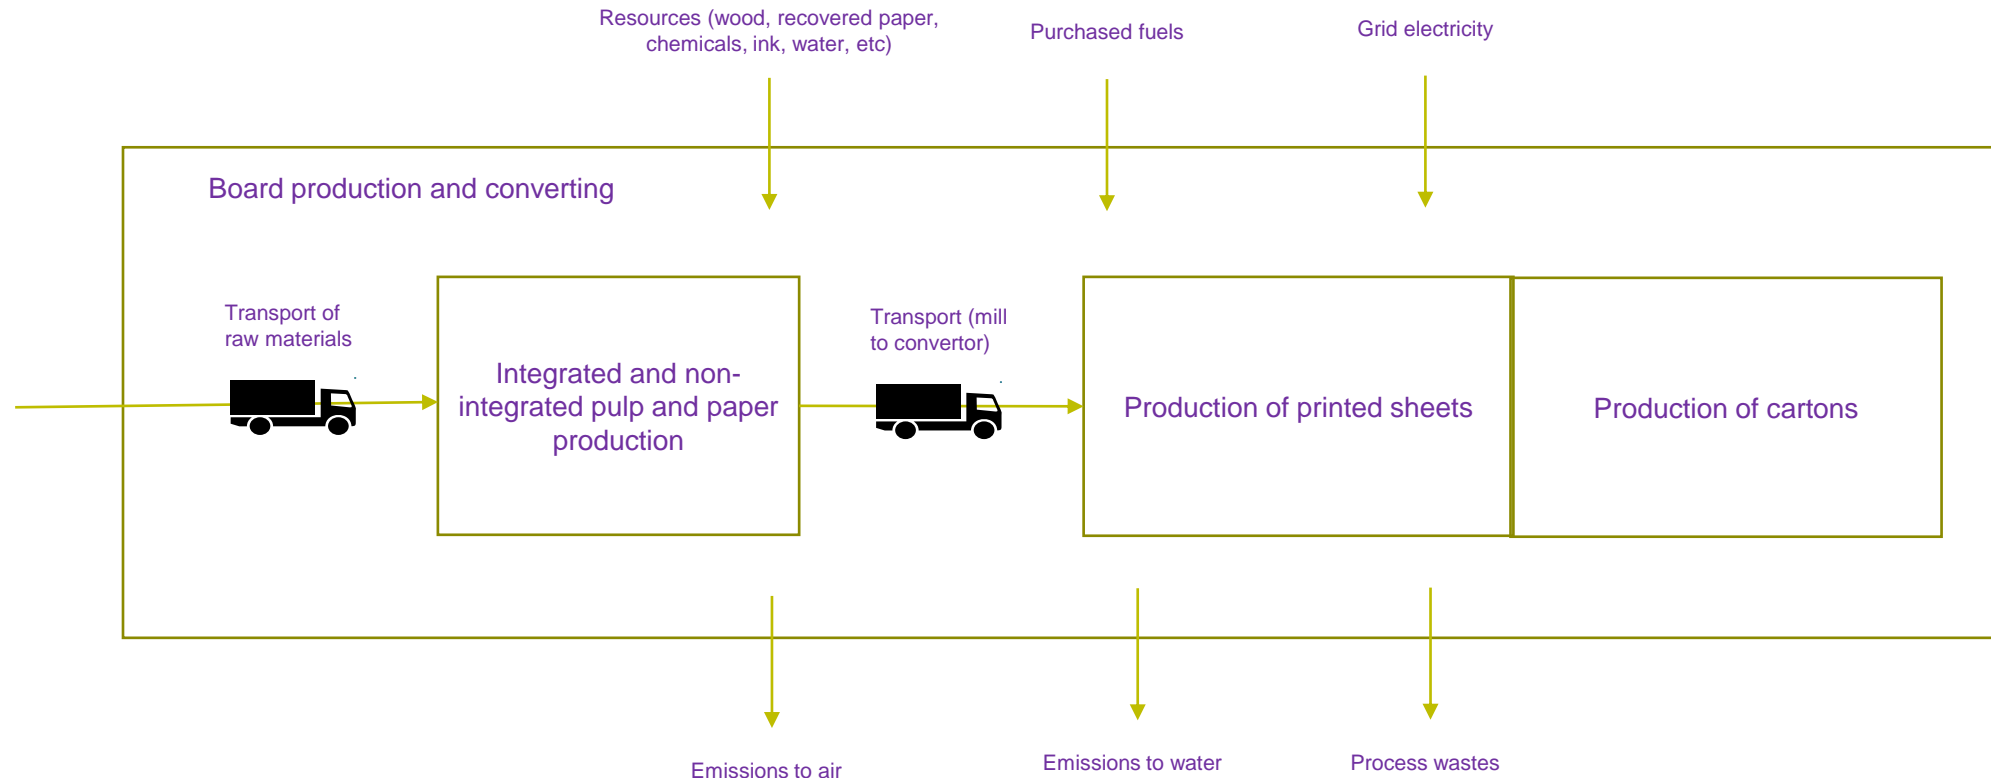 Resources (wood, recovered paper,
chemicals, ink, water, etc)
Purchased fuels
Grid electricity
Board production and converting
Transport of
raw materials
Integrated and non-
integrated pulp and paper
production
Transport (mill
to convertor)
Production of printed sheets
Production of cartons
Emissions to air
Emissions to water
Process wastes